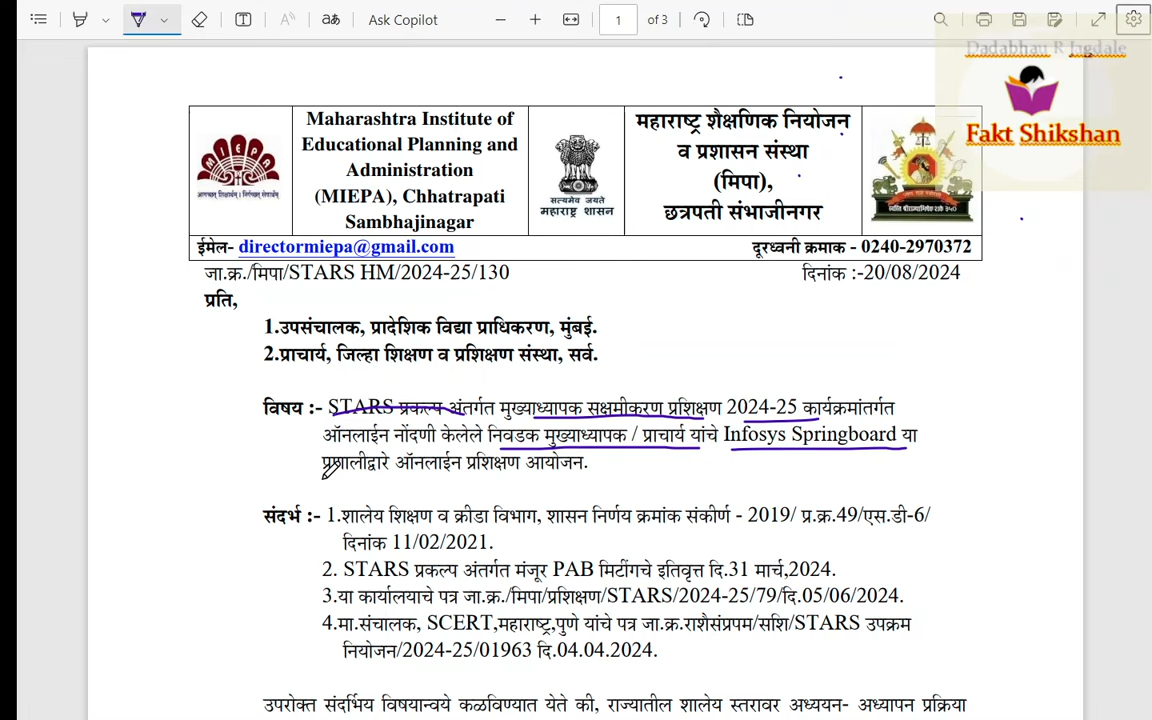 Ask Copilot
1 of 3
Dadabhau R Jagdale
Fakt Shikshan
MIEPA
Maharashtra Institute of
Educational Planning and
Administration
(MIEPA), Chhatrapati
Sambhajinagar
सत्यमेव जयते
महाराष्ट्र शासन
महाराष्ट्र शैक्षणिक नियोजन
व प्रशासन संस्था
(मिपा),
छत्रपती संभाजीनगर
ईमेल- directormiepa@gmail.com दूरध्वनी क्रमाक - 0240-2970372
जा.क्र./मिपा/STARS HM/2024-25/130 दिनांक :-20/08/2024
प्रति,
1.उपसंचालक, प्रादेशिक विद्या प्राधिकरण, मुंबई.
2.प्राचार्य, जिल्हा शिक्षण व प्रशिक्षण संस्था, सर्व.
विषय :- STARS प्रकल्प अंतर्गत मुख्याध्यापक सक्षमीकरण प्रशिक्षण 2024-25 कार्यक्रमांतर्गत
ऑनलाईन नोंदणी केलेले निवडक मुख्याध्यापक / प्राचार्य यांचे Infosys Springboard या
प्रणालीद्वारे ऑनलाईन प्रशिक्षण आयोजन.
संदर्भ :- 1.शालेय शिक्षण व क्रीडा विभाग, शासन निर्णय क्रमांक संकीर्ण - 2019/ प्र.क्र.49/एस.डी-6/
दिनांक 11/02/2021.
2. STARS प्रकल्प अंतर्गत मंजूर PAB मिटींगचे इतिवृत्त दि.31 मार्च,2024.
3.या कार्यालयाचे पत्र जा.क्र./मिपा/प्रशिक्षण/STARS/2024-25/79/दि.05/06/2024.
4.मा.संचालक, SCERT,महाराष्ट्र,पुणे यांचे पत्र जा.क्र.राशैसंप्रपम/सशि/STARS उपक्रम
नियोजन/2024-25/01963 दि.04.04.2024.
उपरोक्त संदर्भिय विषयान्वये कळविण्यात येते की, राज्यातील शालेय स्तरावर अध्ययन- अध्यापन प्रक्रिया